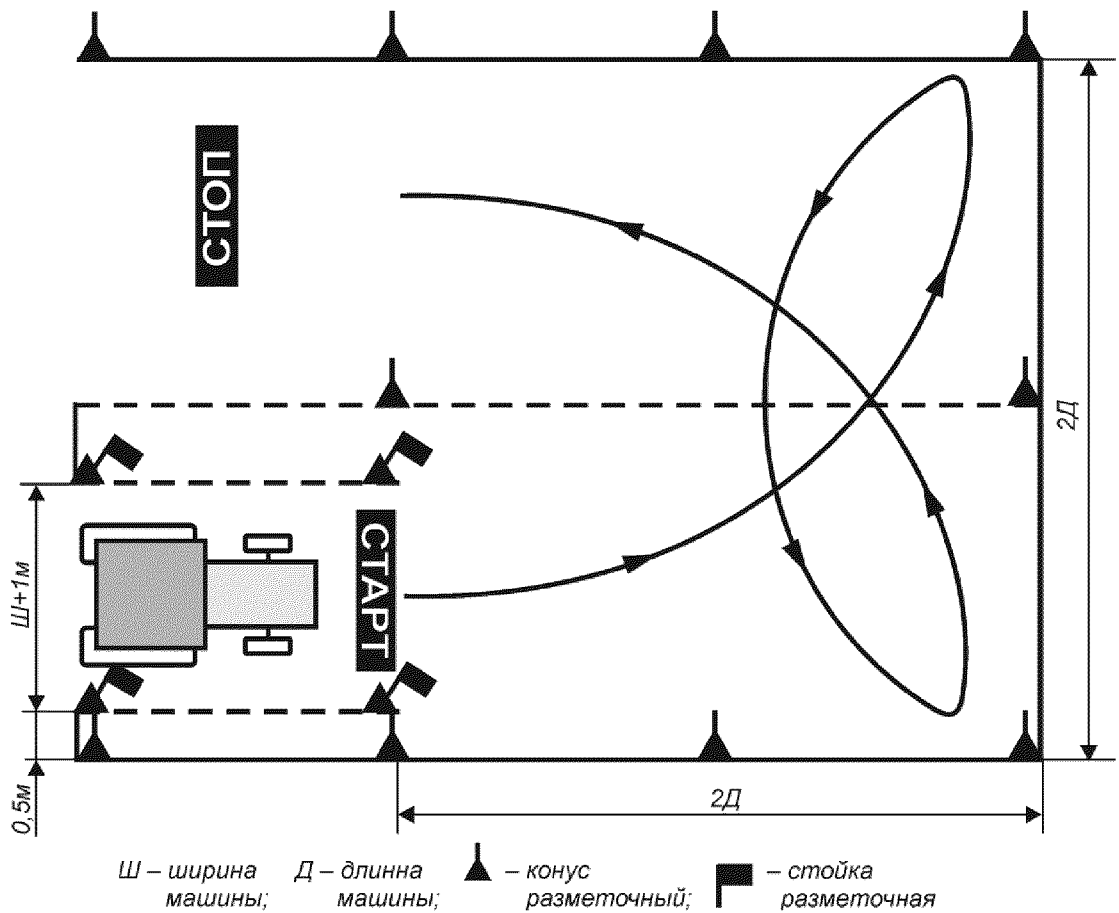 СТОП
2Д
СТАРТ
Ш+1м
0,5м
2Д
Ш – ширина машины;
Д – длинна машины;
– конус разметочный;
– стойка разметочная